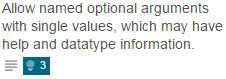 Allow named optional arguments
with single values, which may have
help and datatype information.
3